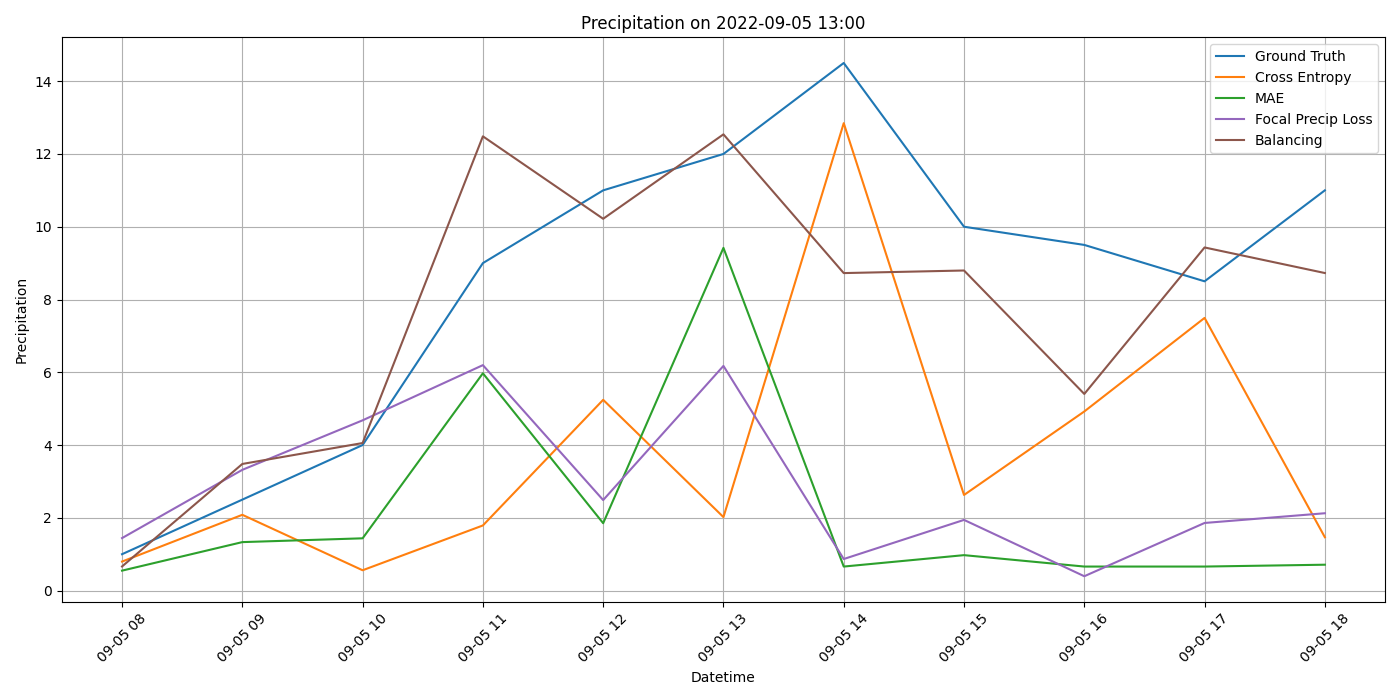 Precipitation on 2022-09-05 13:00
Ground Truth
Cross Entropy
MAE
Focal Precip Loss
Balancing
Precipitation
14
12
10
8
6
4
2
0
09-05 08
09-05 09
09-05 10
09-05 11
09-05 12
09-05 13
09-05 14
09-05 15
09-05 16
09-05 17
09-05 18
Datetime